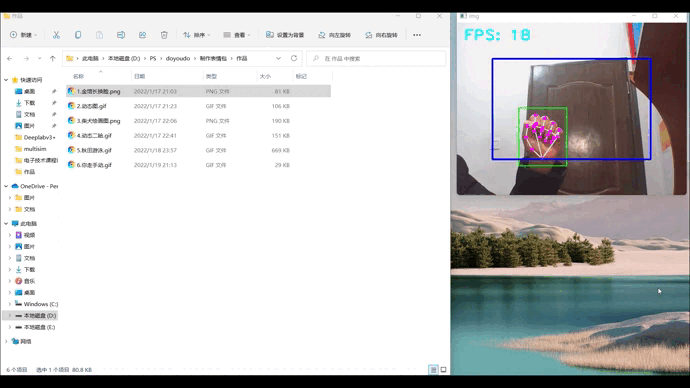 作品
img
新建
排序
查看
设置为背景
向左旋转
向右旋转
FPS: 18
此电脑 > 本地磁盘 (D:) > PS > doyoudo > 制作表情包 > 作品
在 作品 中搜索
名称 日期 类型 大小 标记
快速访问
桌面
下载
文档
图片
Deeplabv3+
multisim
电子技术课程设
作品
OneDrive - Per
图片
文档
此电脑
视频
图片
文档
下载
音乐
桌面
Windows (C:)
本地磁盘 (D:)
本地磁盘 (E:)
网络
1.金馆长换脸.png 2022/1/17 21:03 PNG 文件 81 KB
2.动态图.gif 2022/1/17 21:23 GIF 文件 106 KB
3.柴犬绘画图.png 2022/1/17 22:06 PNG 文件 190 KB
4.动态二哈.gif 2022/1/17 22:41 GIF 文件 151 KB
5.秋田游泳.gif 2022/1/18 23:57 GIF 文件 669 KB
6.你走手动.gif 2022/1/19 21:13 GIF 文件 29 KB
6 个项目 选中 1 个项目 80.8 KB